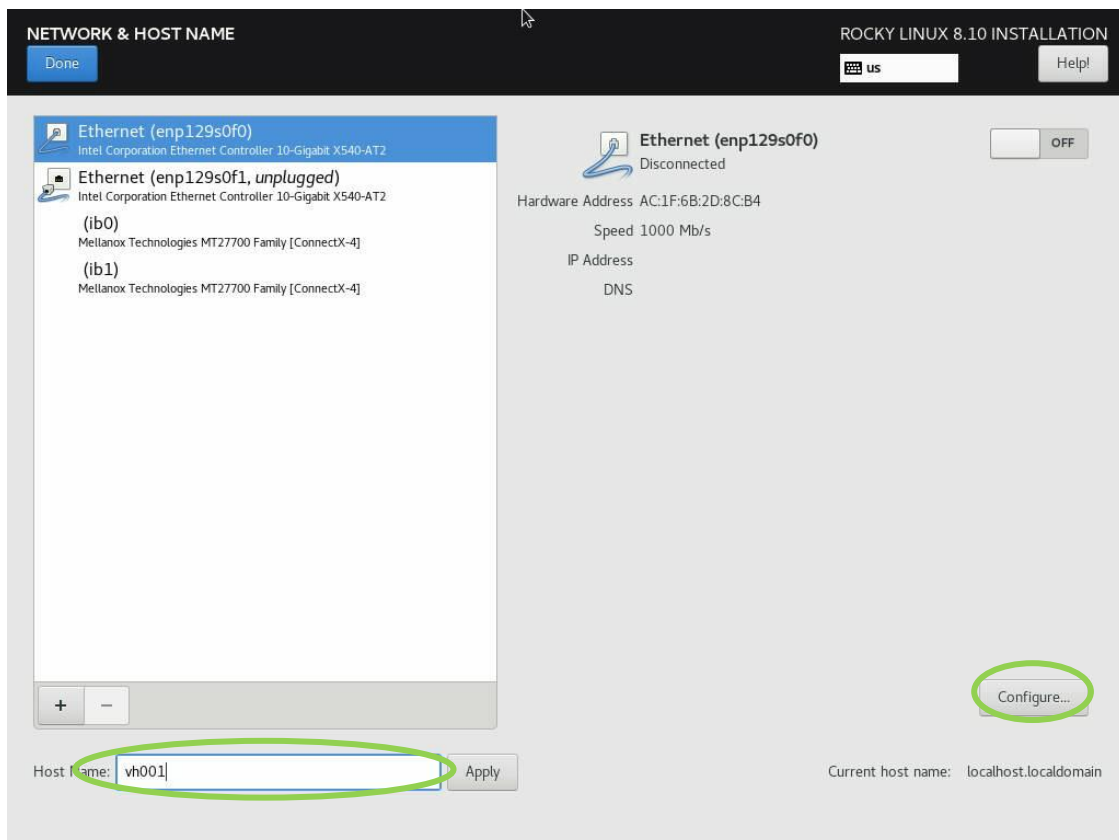 NETWORK & HOST NAME
ROCKY LINUX 8.10 INSTALLATION
Done
us
Help!
Ethernet (enp129s0f0)
Intel Corporation Ethernet Controller 10-Gigabit X540-AT2
Ethernet (enp129s0f1, unplugged)
Intel Corporation Ethernet Controller 10-Gigabit X540-AT2
(ib0)
Mellanox Technologies MT27700 Family [ConnectX-4]
(ib1)
Mellanox Technologies MT27700 Family [ConnectX-4]
+ −
Ethernet (enp129s0f0)
Disconnected
OFF
Hardware Address AC:1F:6B:2D:8C:B4
Speed 1000 Mb/s
IP Address
DNS
Configure...
Host Name: vh001
Apply
Current host name: localhost.localdomain